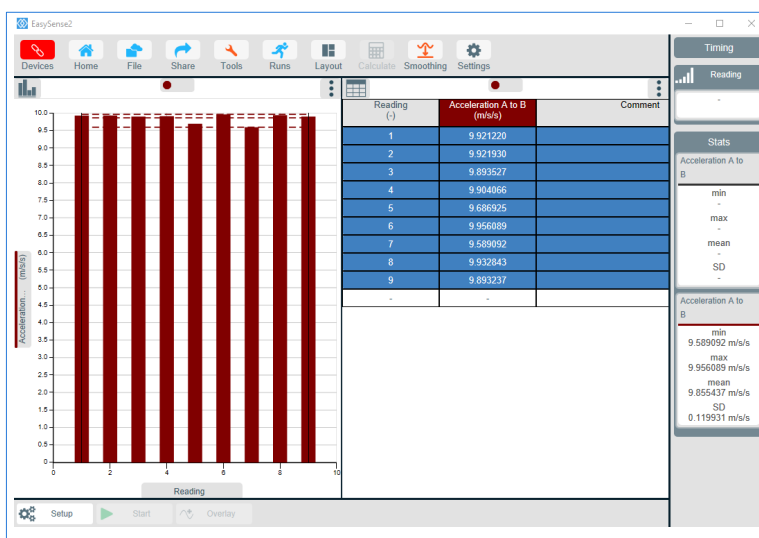 EasySense2
Devices Home File Share Tools Runs Layout Calculate Smoothing Settings
Timing
Reading
-
Reading
(-)
Acceleration A to B
(m/s/s)
Comment
1 9.921220
2 9.921930
3 9.893527
4 9.904066
5 9.686925
6 9.956089
7 9.589092
8 9.932843
9 9.893237
- -
10.0
9.5
9.0
8.5
8.0
7.5
7.0
6.5
6.0
5.5
5.0
4.5
4.0
3.5
3.0
2.5
2.0
1.5
1.0
0.5
0
Acceleration... (m/s/s)
0 2 4 6 8 10
Reading
Stats
Acceleration A to
B
min
-
max
-
mean
-
SD
-
Acceleration A to
B
min
9.589092 m/s/s
max
9.956089 m/s/s
mean
9.855437 m/s/s
SD
0.119931 m/s/s
Setup Start Overlay